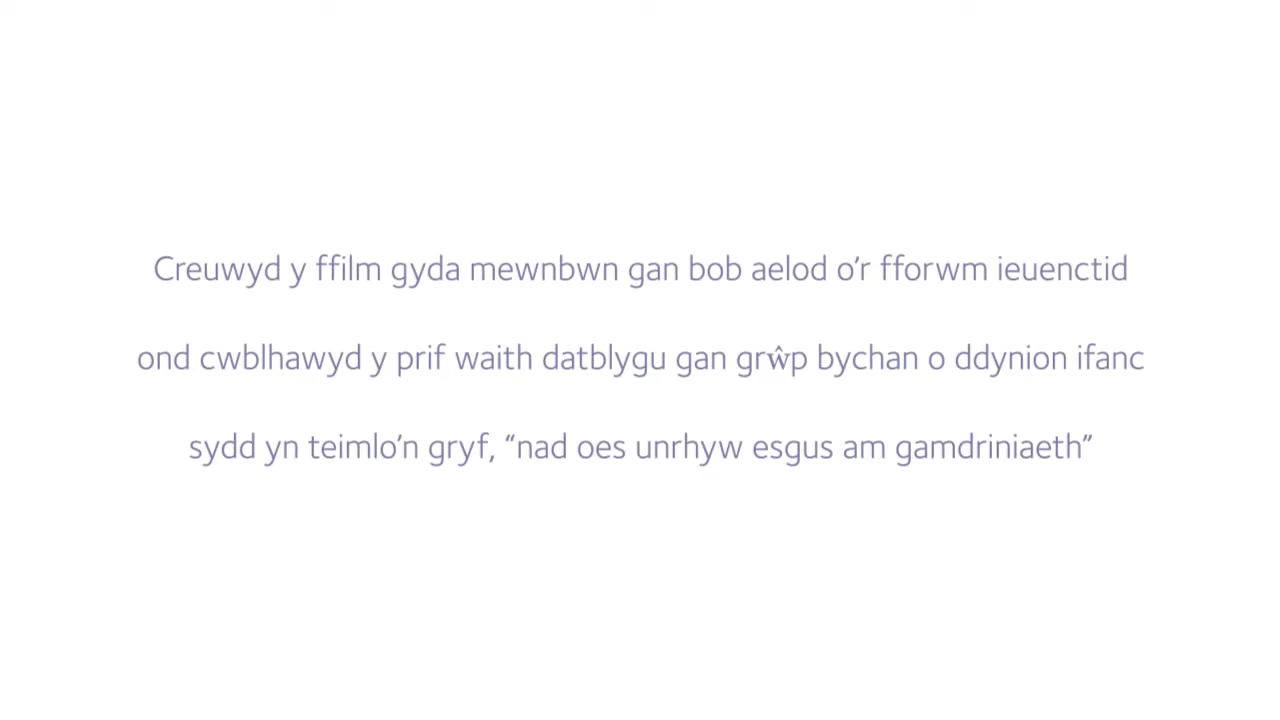 Creuwyd y ffilm gyda mewnbwn gan bob aelod o’r fforwm ieuenctid
ond cwblhawyd y prif waith datblygu gan grŵp bychan o ddynion ifanc
sydd yn teimlo’n gryf, “nad oes unrhyw esgus am gamdriniaeth”